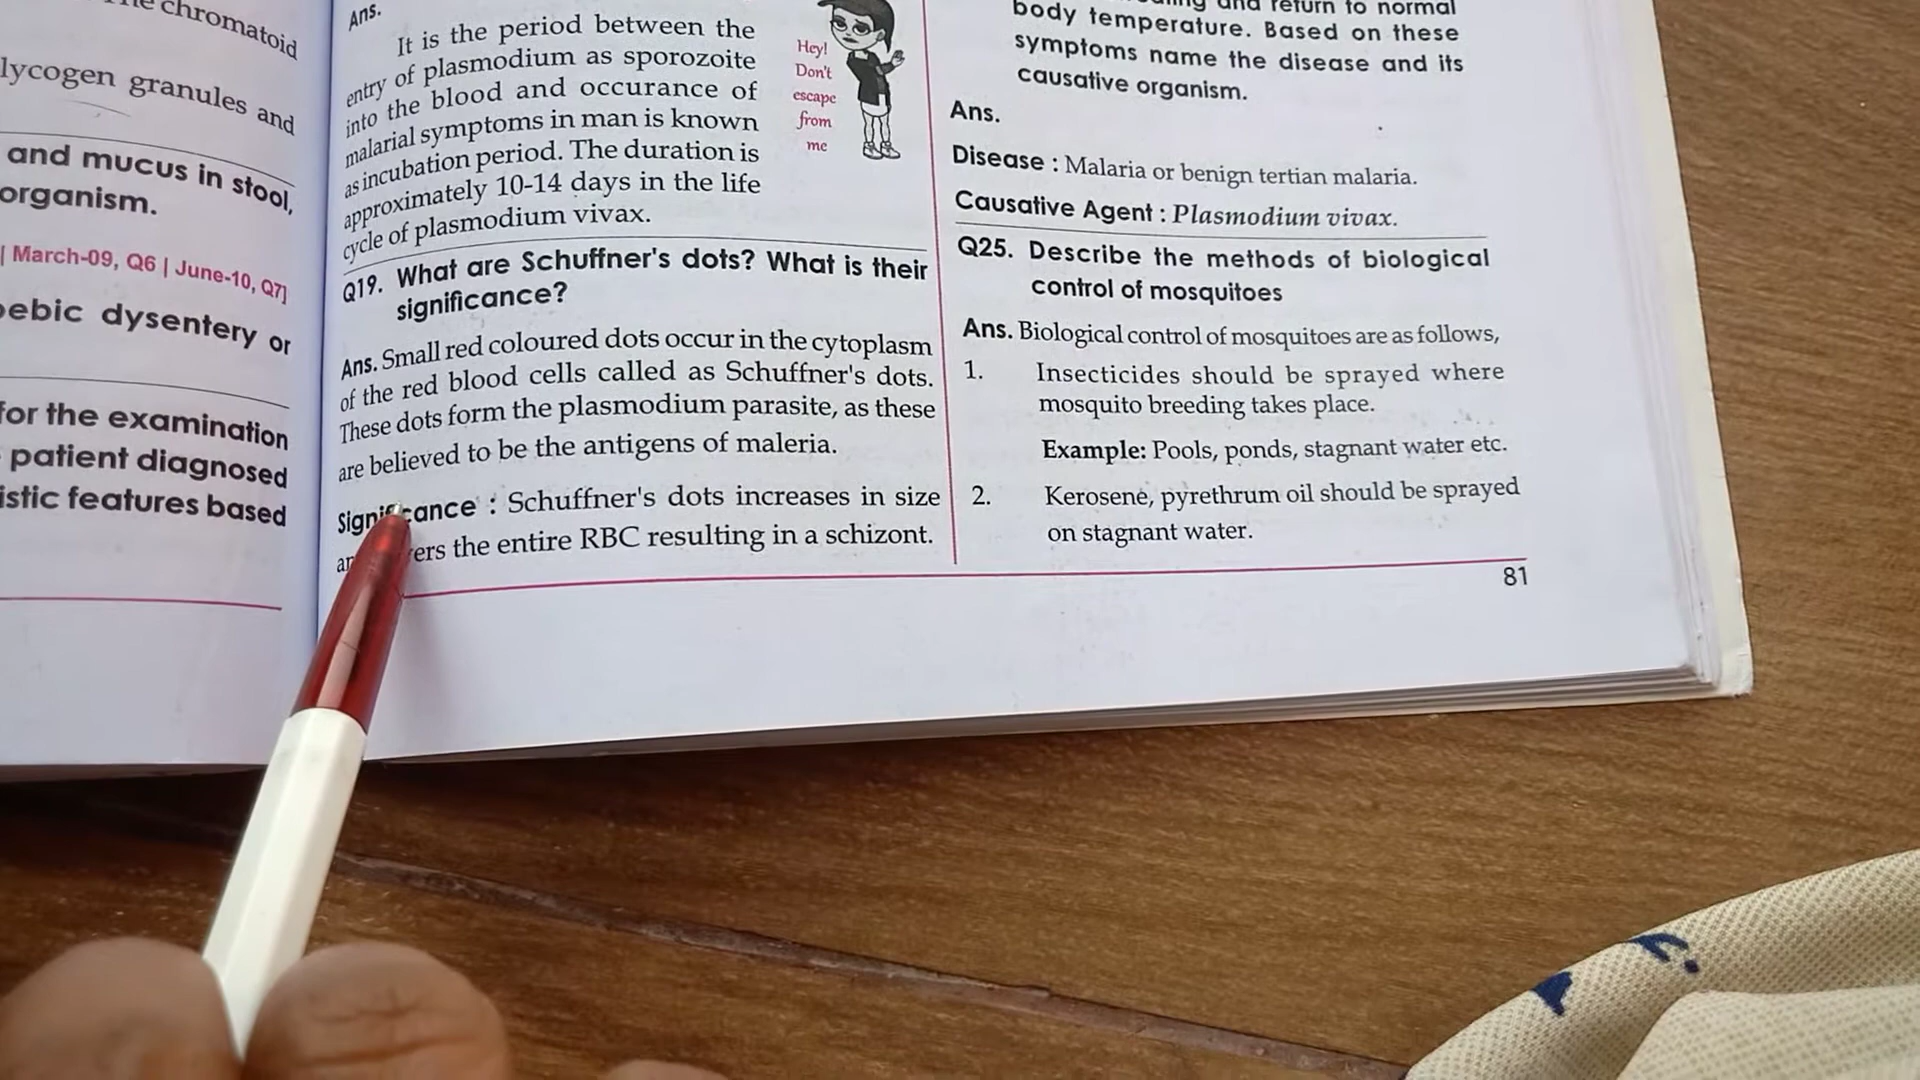 The chromatoid
lycogen granules and
and mucus in stool,
organism.
| March-09, Q6 | June-10, Q7]
oebic dysentery or
for the examination
patient diagnosed
istic features based
Ans.
It is the period between the
entry of plasmodium as sporozoite
into the blood and occurance of
malarial symptoms in man is known
as incubation period. The duration is
approximately 10-14 days in the life
cycle of plasmodium vivax.
Hey!
Don't
escape
from
me
Q19. What are Schuffner's dots? What is their
significance?
Ans. Small red coloured dots occur in the cytoplasm
of the red blood cells called as Schuffner's dots.
These dots form the plasmodium parasite, as these
are believed to be the antigens of maleria.
Significance : Schuffner's dots increases in size
ers the entire RBC resulting in a schizont.
and return to normal
body temperature. Based on these
symptoms name the disease and its
causative organism.
Ans.
Disease : Malaria or benign tertian malaria.
Causative Agent : Plasmodium vivax.
Q25. Describe the methods of biological
control of mosquitoes
Ans. Biological control of mosquitoes are as follows,
1. Insecticides should be sprayed where
mosquito breeding takes place.
Example: Pools, ponds, stagnant water etc.
2. Kerosene, pyrethrum oil should be sprayed
on stagnant water.
81